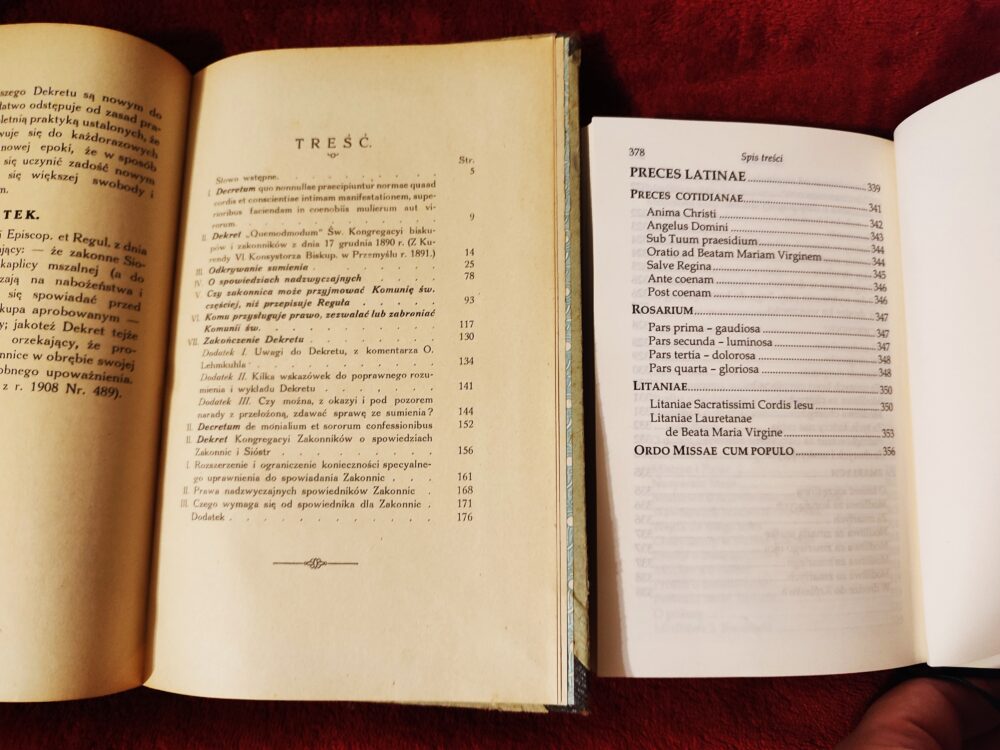 szego Dekretu są nowym do
łatwo odstępuje od zasad pra-
letnią praktyką ustalonych, że
wuje się do każdorazowych
nowej epoki, że w sposób
się uczynić zadość nowym
się większej swobody i
m.
TEK.
i Episcop. et Regul. z dnia
kający: — że zakonne Sio-
kaplicy mszalnej (a do
zają na nabożeństwa i
się spowiadać przed
kupa aprobowanym —
y; jakoteż Dekret tejże
orzekający, że pro-
nnice w obrębie swojej
obnego upoważnienia.
z r. 1908 Nr. 489).
TREŚĆ.
Str.
Słowo wstępne. 5
I. Decretum quo nonnullae praecipiuntur normae quaad
cordis et conscientiae intimam manifestationem, supe-
rioribus faciendam in coenobiis mulierum aut vi-
rorum. 9
II. Dekret „Quemodmodum" Św. Kongregacyi bisku-
pów i zakonników z dnia 17 grudnia 1890 r. (Z Ku-
rendy VI. Konsystorza Biskup. w Przemyślu r. 1891.) 14
III. Odkrywanie sumienia. 25
IV. O spowiedziach nadzwyczajnych 78
V. Czy zakonnica może przyjmować Komunię św.
częściej, niż przepisuje Reguła 93
VI. Komu przysługuje prawo, zezwalać lub zabraniać
Komunii św. 117
VII. Zakończenie Dekretu 130
Dodatek I. Uwagi do Dekretu, z komentarza O.
Lehmkuhla 134
Dodatek II. Kilka wskazówek do poprawnego rozu-
mienia i wykładu Dekretu 141
Dodatek III. Czy można, z okazyi i pod pozorem
narady z przełożoną, zdawać sprawę ze sumienia? 144
II. Decretum de monialium et sororum confessionibus 152
II. Dekret Kongregacyi Zakonników o spowiedziach
Zakonnic i Sióstr 156
I. Rozszerzenie i ograniczenie konieczności specyalne-
go uprawnienia do spowiadania Zakonnic 161
II. Prawa nadzwyczajnych spowiedników Zakonnic 168
III. Czego wymaga się od spowiednika dla Zakonnic 171
Dodatek 176
378 Spis treści
PRECES LATINAE 339
PRECES COTIDIANAE 341
Anima Christi 342
Angelus Domini 342
Sub Tuum praesidium 343
Oratio ad Beatam Mariam Virginem 344
Salve Regina 344
Ante coenam 345
Post coenam 346
346
ROSARIUM 347
Pars prima – gaudiosa 347
Pars secunda – luminosa 347
Pars tertia – dolorosa 348
Pars quarta – gloriosa 348
LITANIAE 350
Litaniae Sacratissimi Cordis Iesu 350
Litaniae Lauretanae
de Beata Maria Virgine 353
ORDO MISSAE CUM POPULO 356